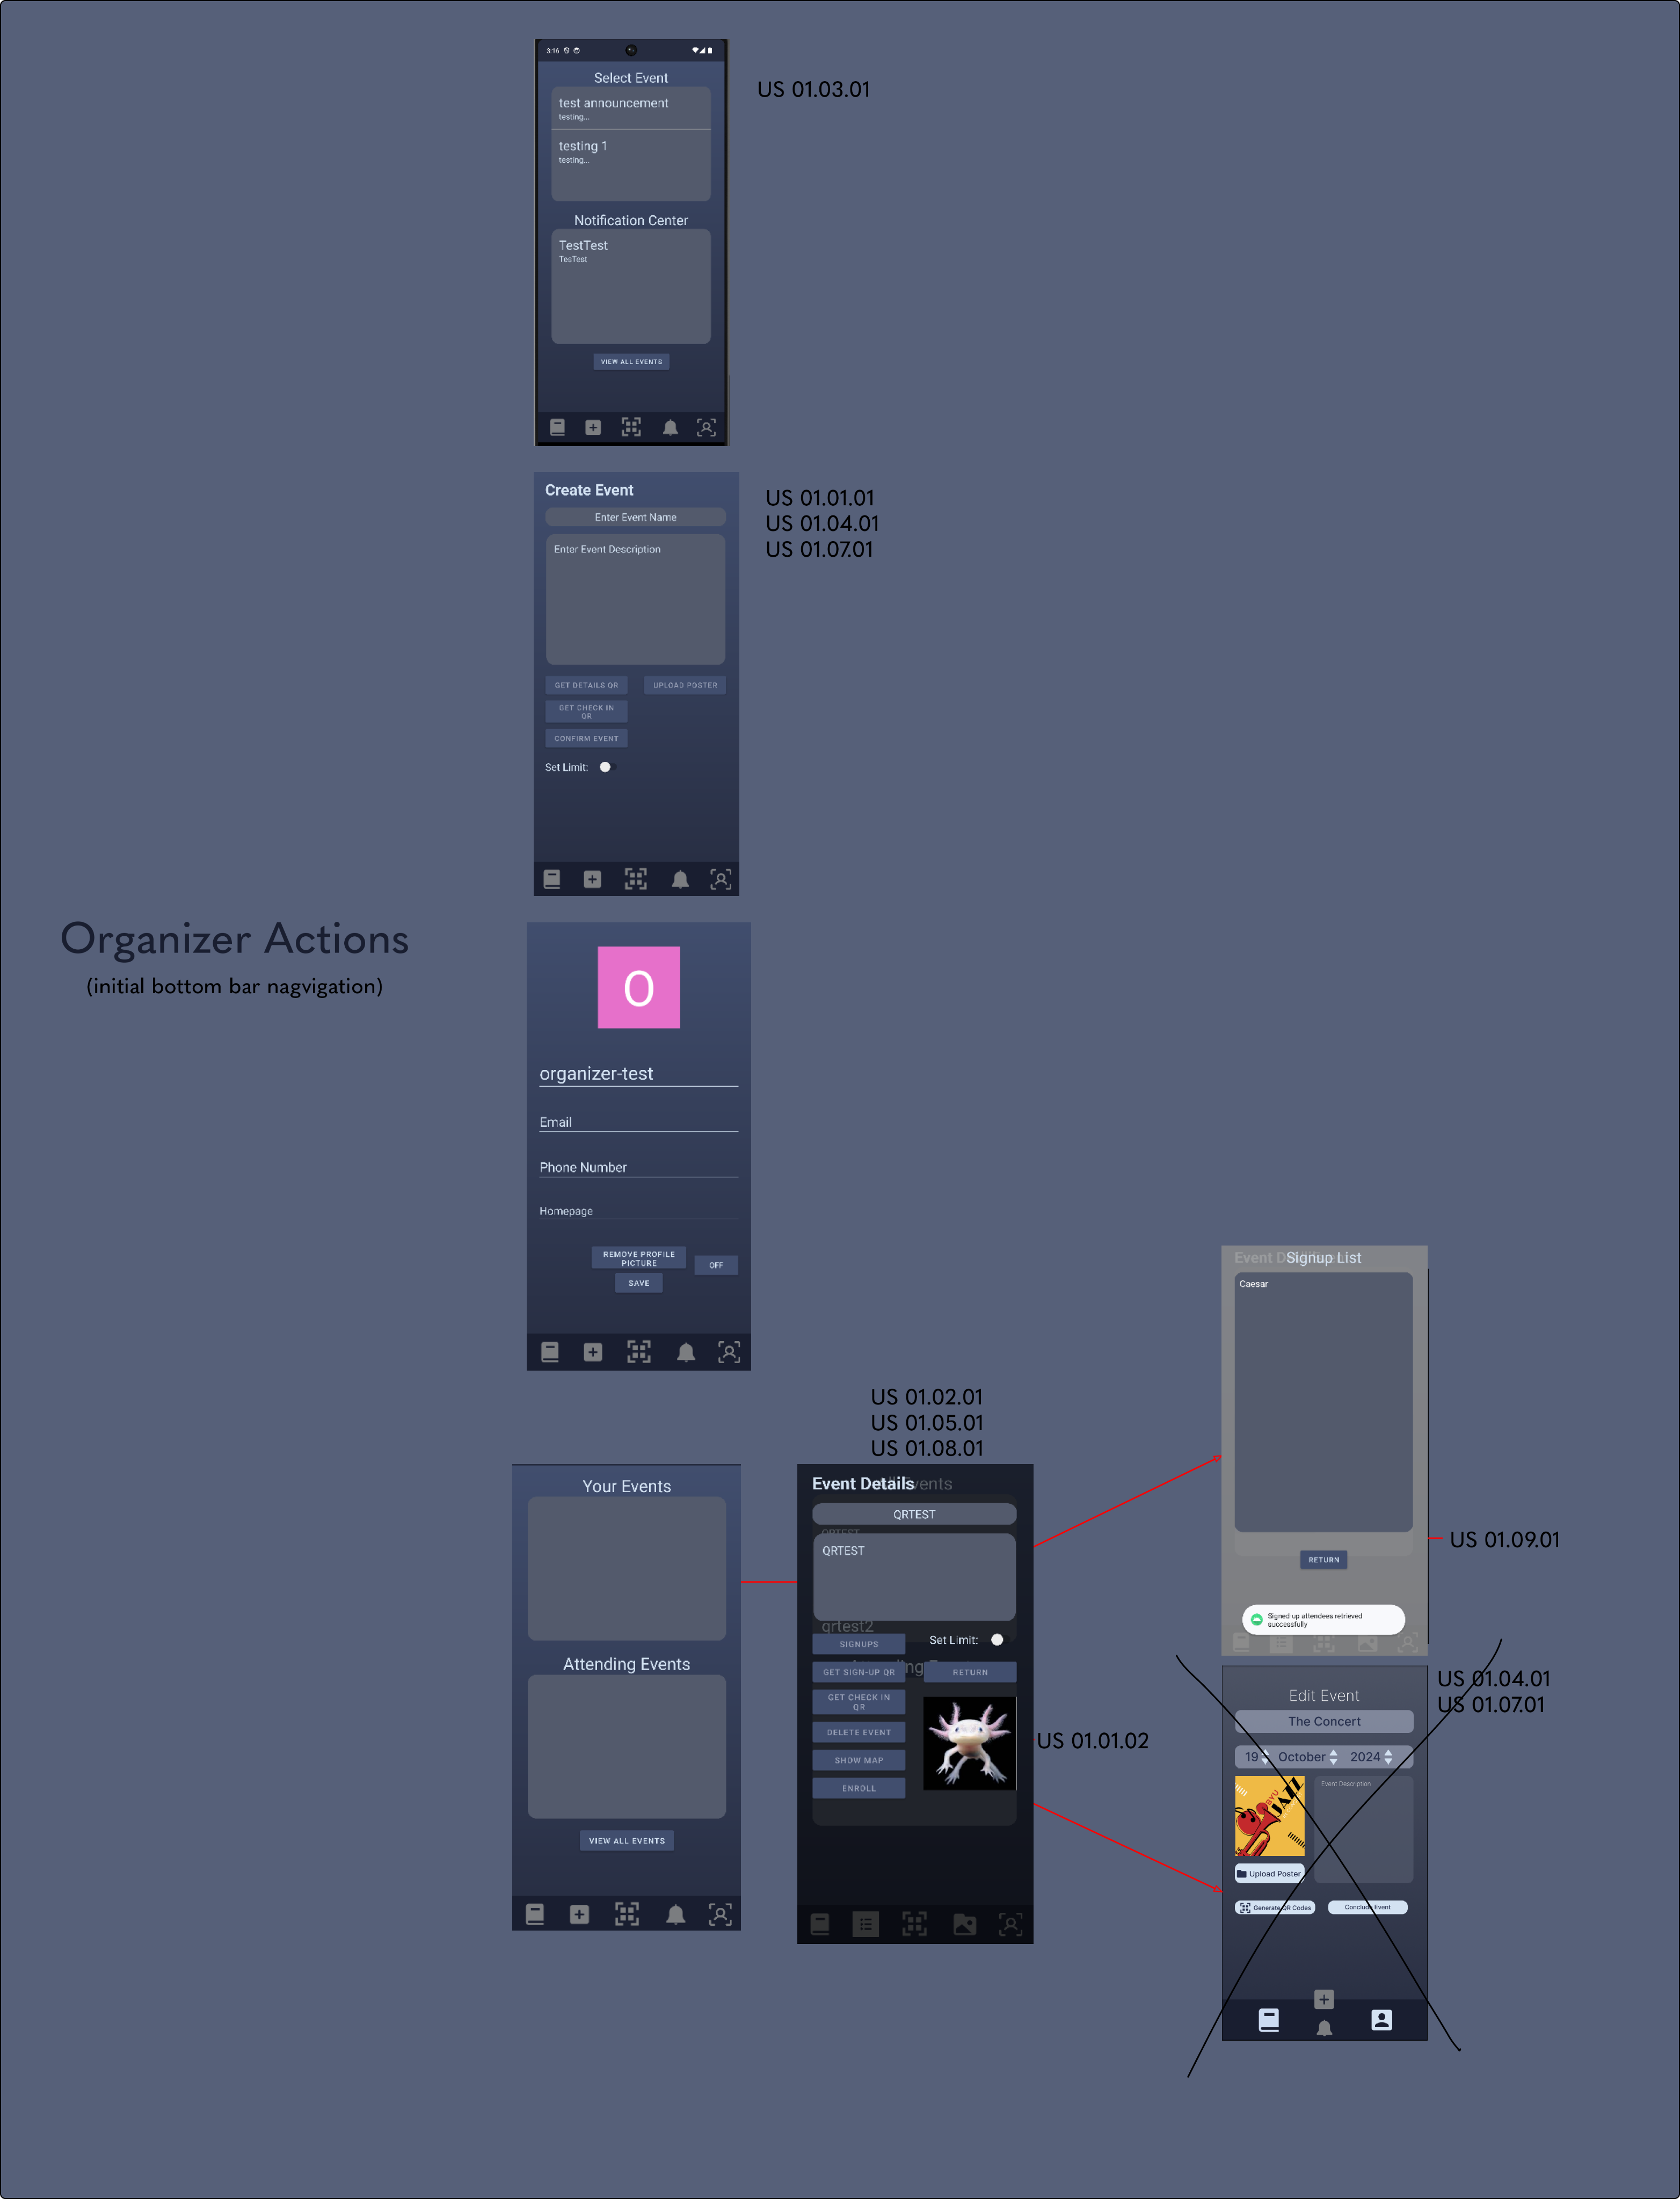 3:16
Select Event
test announcement
testing...
testing 1
testing...
Notification Center
TestTest
TesTest
VIEW ALL EVENTS
US 01.03.01
Create Event
Enter Event Name
Enter Event Description
GET DETAILS QR
UPLOAD POSTER
GET CHECK IN
QR
CONFIRM EVENT
Set Limit:
US 01.01.01
US 01.04.01
US 01.07.01
Organizer Actions
(initial bottom bar nagvigation)
O
organizer-test
Email
Phone Number
Homepage
REMOVE PROFILE
PICTURE
OFF
SAVE
Your Events
Attending Events
VIEW ALL EVENTS
US 01.02.01
US 01.05.01
US 01.08.01
Event Details
QRTEST
QRTEST
QRTEST
qrtest2
SIGNUPS
Set Limit:
GET SIGN-UP QR
RETURN
GET CHECK IN
QR
DELETE EVENT
SHOW MAP
ENROLL
US 01.01.02
Signup List
Caesar
RETURN
Signed up attendees retrieved
successfully
US 01.09.01
US 01.04.01
US 01.07.01
Edit Event
The Concert
19 October 2024
BYU
JAZZ
Event Description
Upload Poster
Generate QR Codes
Conclude Event